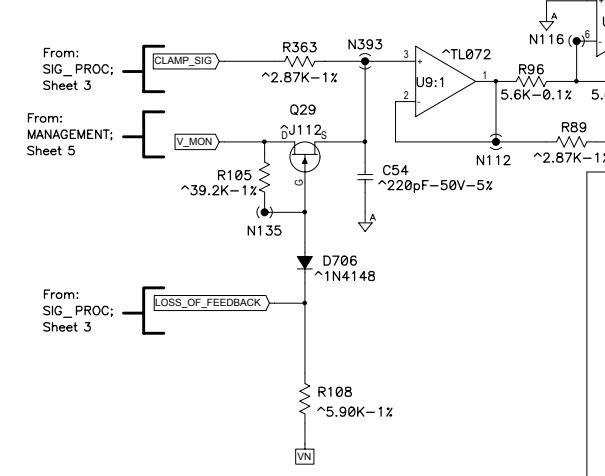 From:
SIG_PROC;
Sheet 3
CLAMP_SIG
R363
^2.87K-1%
N393
3
+
^TL072
U9:1
1
2
-
A
N116
6
-
U
R96
5.6K-0.1%
5.
From:
MANAGEMENT;
Sheet 5
V_MON
Q29
^J112
D
S
G
R105
^39.2K-1%
N135
C54
^220pF-50V-5%
A
N112
R89
^2.87K-1%
D706
^1N4148
From:
SIG_PROC;
Sheet 3
LOSS_OF_FEEDBACK
R108
^5.90K-1%
VN